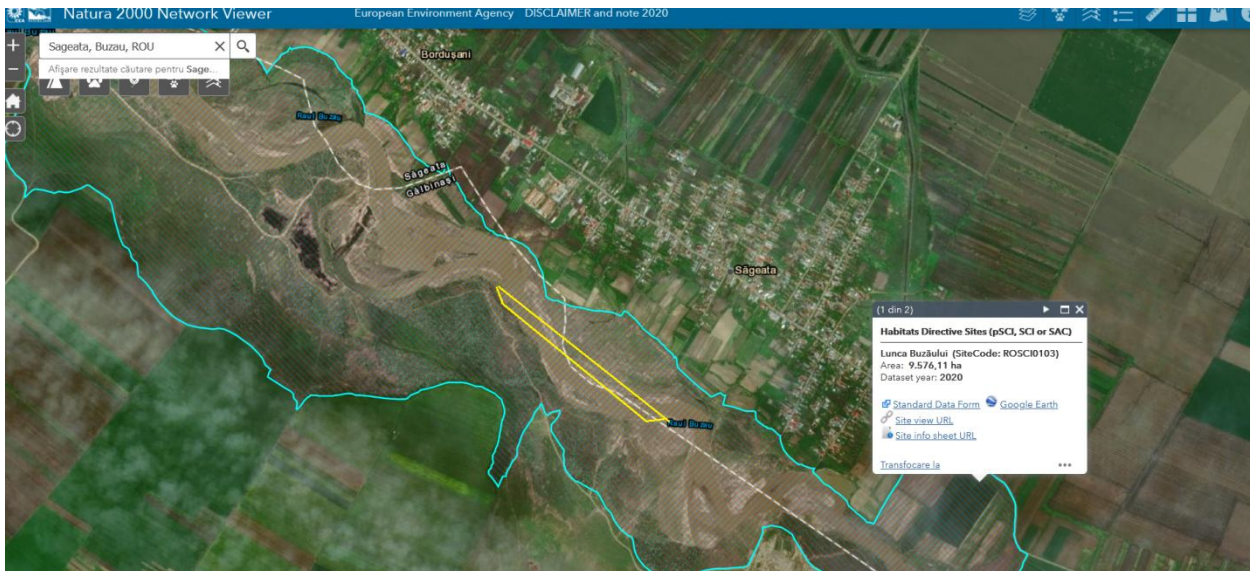 Natura 2000 Network Viewer
European Environment Agency DISCLAIMER and note 2020
Sageata, Buzau, ROU
Afișare rezultate căutare pentru Sage...
Bordușani
Raul Buzau
Săgeata
Gălbinași
Săgeata
Raul Buzau
(1 din 2)
Habitats Directive Sites (pSCI, SCI or SAC)
Lunca Buzăului (SiteCode: ROSCI0103)
Area: 9.576,11 ha
Dataset year: 2020
Standard Data Form Google Earth
Site view URL
Site info sheet URL
Transfocare la